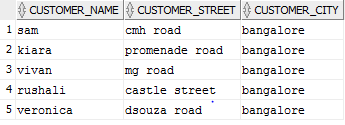 CUSTOMER_NAME CUSTOMER_STREET CUSTOMER_CITY
1 sam cmh road bangalore
2 kiara promenade road bangalore
3 vivan mg road bangalore
4 rushali castle street bangalore
5 veronica dsouza road bangalore